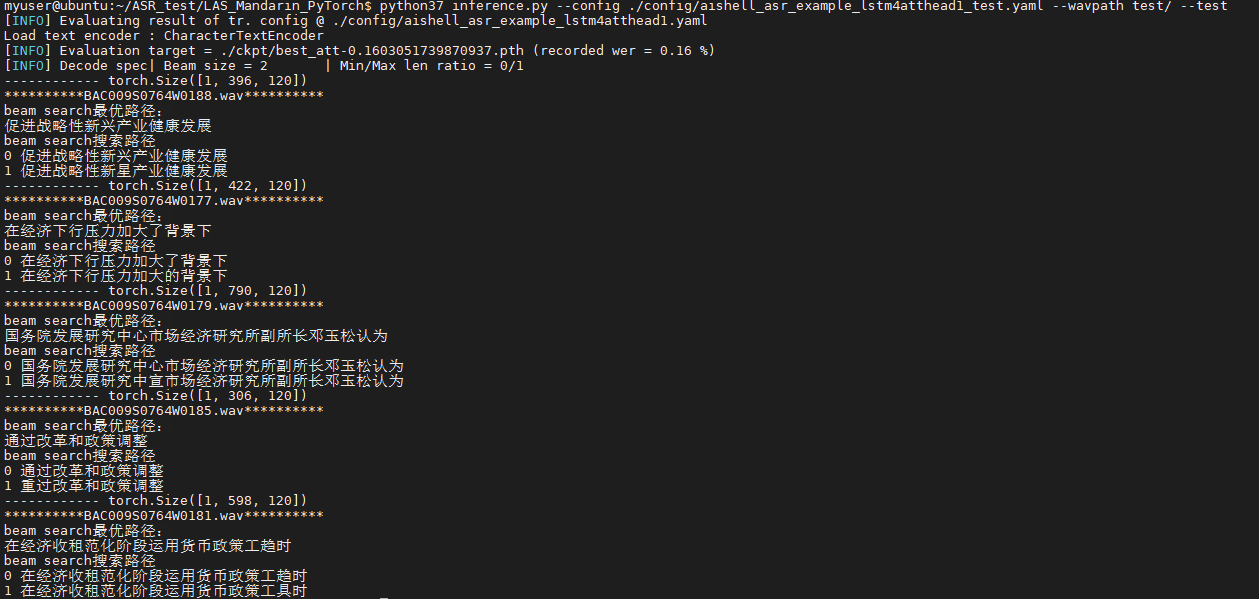 myuser@ubuntu:~/ASR_test/LAS_Mandarin_PyTorch$ python37 inference.py --config ./config/aishell_asr_example_lstm4atthead1_test.yaml --wavpath test/ --test
[INFO] Evaluating result of tr. config @ ./config/aishell_asr_example_lstm4atthead1.yaml
Load text encoder : CharacterTextEncoder
[INFO] Evaluation target = ./ckpt/best_att-0.1603051739870937.pth (recorded wer = 0.16 %)
[INFO] Decode spec| Beam size = 2       | Min/Max len ratio = 0/1
------------ torch.Size([1, 396, 120])
**********BAC009S0764W0188.wav**********
beam search最优路径:
促进战略性新兴产业健康发展
beam search搜索路径
0 促进战略性新兴产业健康发展
1 促进战略性新星产业健康发展
------------ torch.Size([1, 422, 120])
**********BAC009S0764W0177.wav**********
beam search最优路径:
在经济下行压力加大了背景下
beam search搜索路径
0 在经济下行压力加大了背景下
1 在经济下行压力加大的背景下
------------ torch.Size([1, 790, 120])
**********BAC009S0764W0179.wav**********
beam search最优路径:
国务院发展研究中心市场经济研究所副所长邓玉松认为
beam search搜索路径
0 国务院发展研究中心市场经济研究所副所长邓玉松认为
1 国务院发展研究中宣市场经济研究所副所长邓玉松认为
------------ torch.Size([1, 306, 120])
**********BAC009S0764W0185.wav**********
beam search最优路径:
通过改革和政策调整
beam search搜索路径
0 通过改革和政策调整
1 重过改革和政策调整
------------ torch.Size([1, 598, 120])
**********BAC009S0764W0181.wav**********
beam search最优路径:
在经济收租范化阶段运用货币政策工趋时
beam search搜索路径
0 在经济收租范化阶段运用货币政策工趋时
1 在经济收租范化阶段运用货币政策工具时